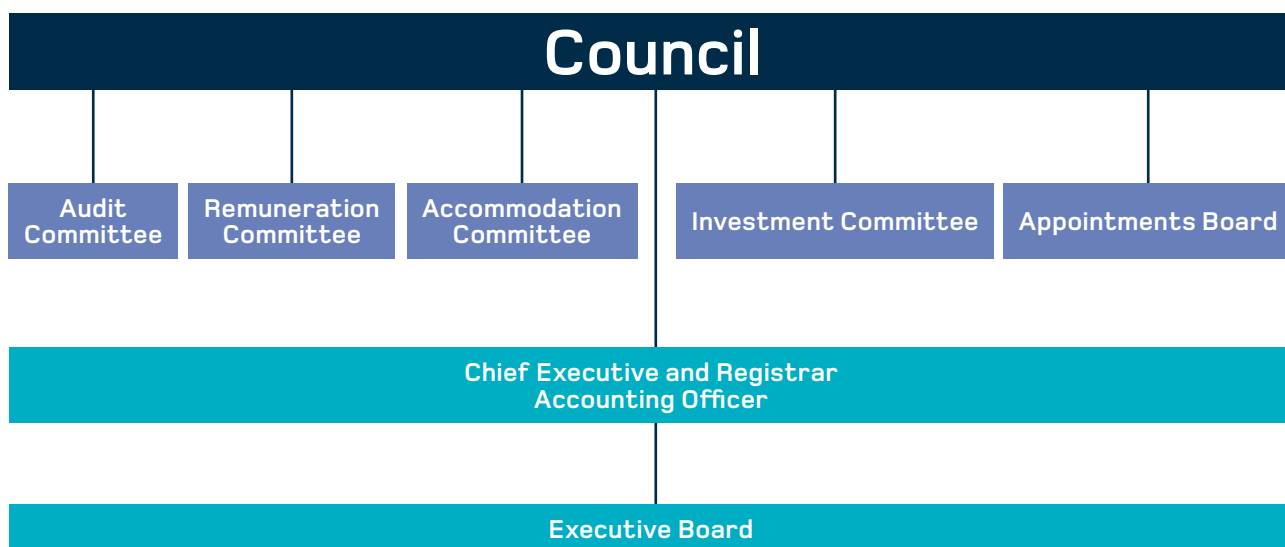 Council
Audit
Committee
Remuneration
Committee
Accommodation
Committee
Investment Committee
Appointments Board
Chief Executive and Registrar
Accounting Officer
Executive Board